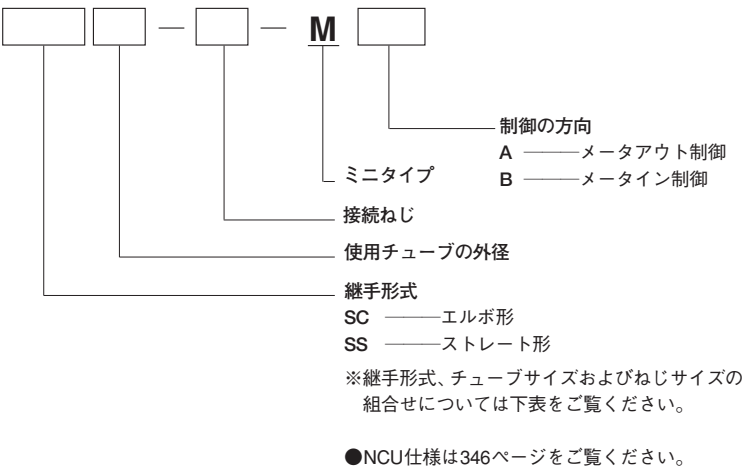 — — M
制御の方向
A ———メータアウト制御
B ———メータイン制御
ミニタイプ
接続ねじ
使用チューブの外径
継手形式
SC ———エルボ形
SS ———ストレート形
※継手形式、チューブサイズおよびねじサイズの
組合せについては下表をご覧ください。
●NCU仕様は346ページをご覧ください。